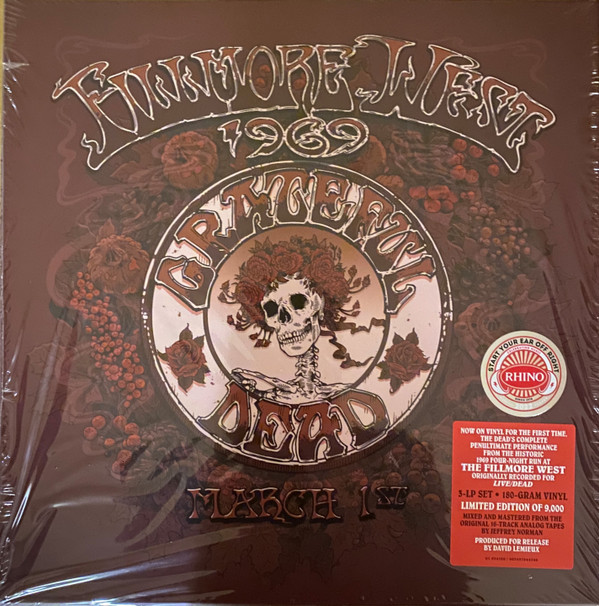 FILLMORE WEST
1969
GRATEFUL
DEAD
MARCH 1ST
START YOUR EAR OFF RIGHT
RHINO
NOW ON VINYL FOR THE FIRST TIME,
THE DEAD'S COMPLETE
PENULTIMATE PERFORMANCE
FROM THE HISTORIC
1969 FOUR-NIGHT RUN AT
THE FILLMORE WEST
ORIGINALLY RECORDED FOR
LIVE/DEAD
3-LP SET • 180-GRAM VINYL
LIMITED EDITION OF 9,000
MIXED AND MASTERED FROM THE
ORIGINAL 16-TRACK ANALOG TAPES
BY JEFFREY NORMAN
PRODUCED FOR RELEASE
BY DAVID LEMIEUX